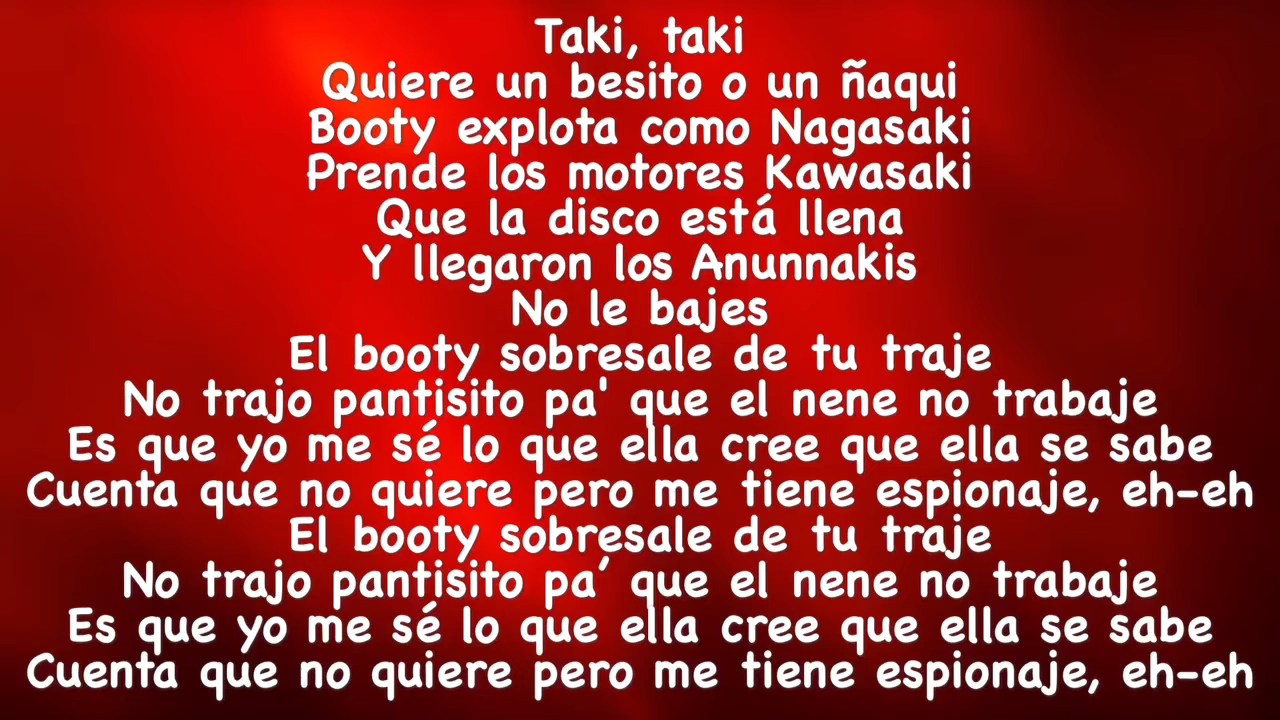 Taki, taki
Quiere un besito o un ñaqui
Booty explota como Nagasaki
Prende los motores Kawasaki
Que la disco está llena
Y llegaron los Anunnakis
No le bajes
El booty sobresale de tu traje
No trajo pantisito pa' que el nene no trabaje
Es que yo me sé lo que ella cree que ella se sabe
Cuenta que no quiere pero me tiene espionaje, eh-eh
El booty sobresale de tu traje
No trajo pantisito pa’ que el nene no trabaje
Es que yo me sé lo que ella cree que ella se sabe
Cuenta que no quiere pero me tiene espionaje, eh-eh